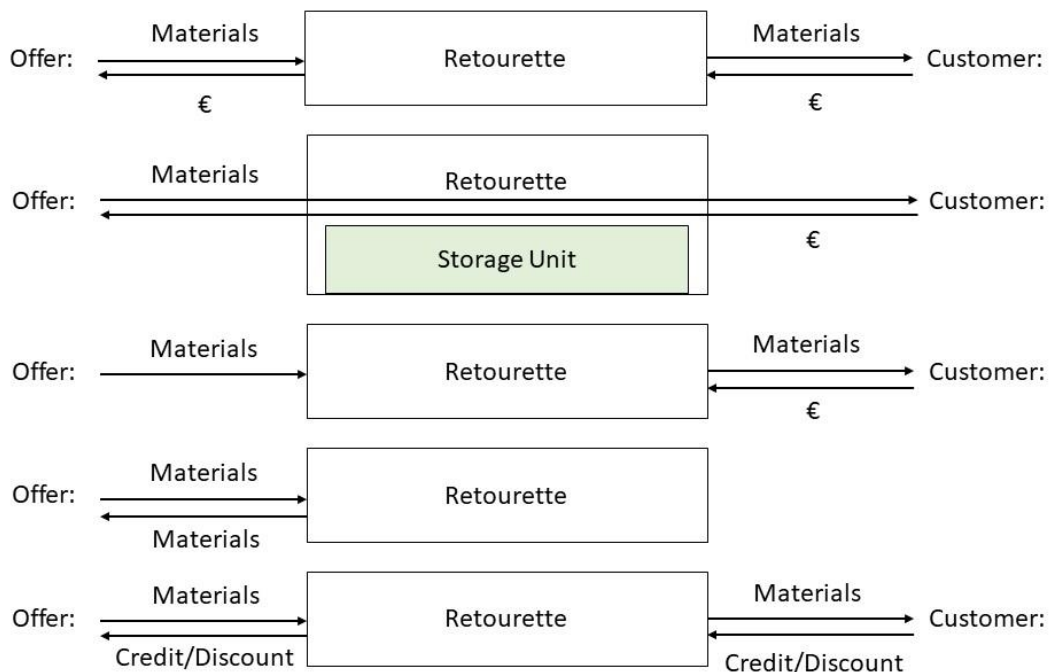 Materials
Materials
Offer:
Retourette
Customer:
€
€
Materials
Retourette
Offer:
Customer:
€
Storage Unit
Materials
Materials
Offer:
Retourette
Customer:
€
Materials
Offer:
Retourette
Materials
Materials
Materials
Offer:
Retourette
Customer:
Credit/Discount
Credit/Discount